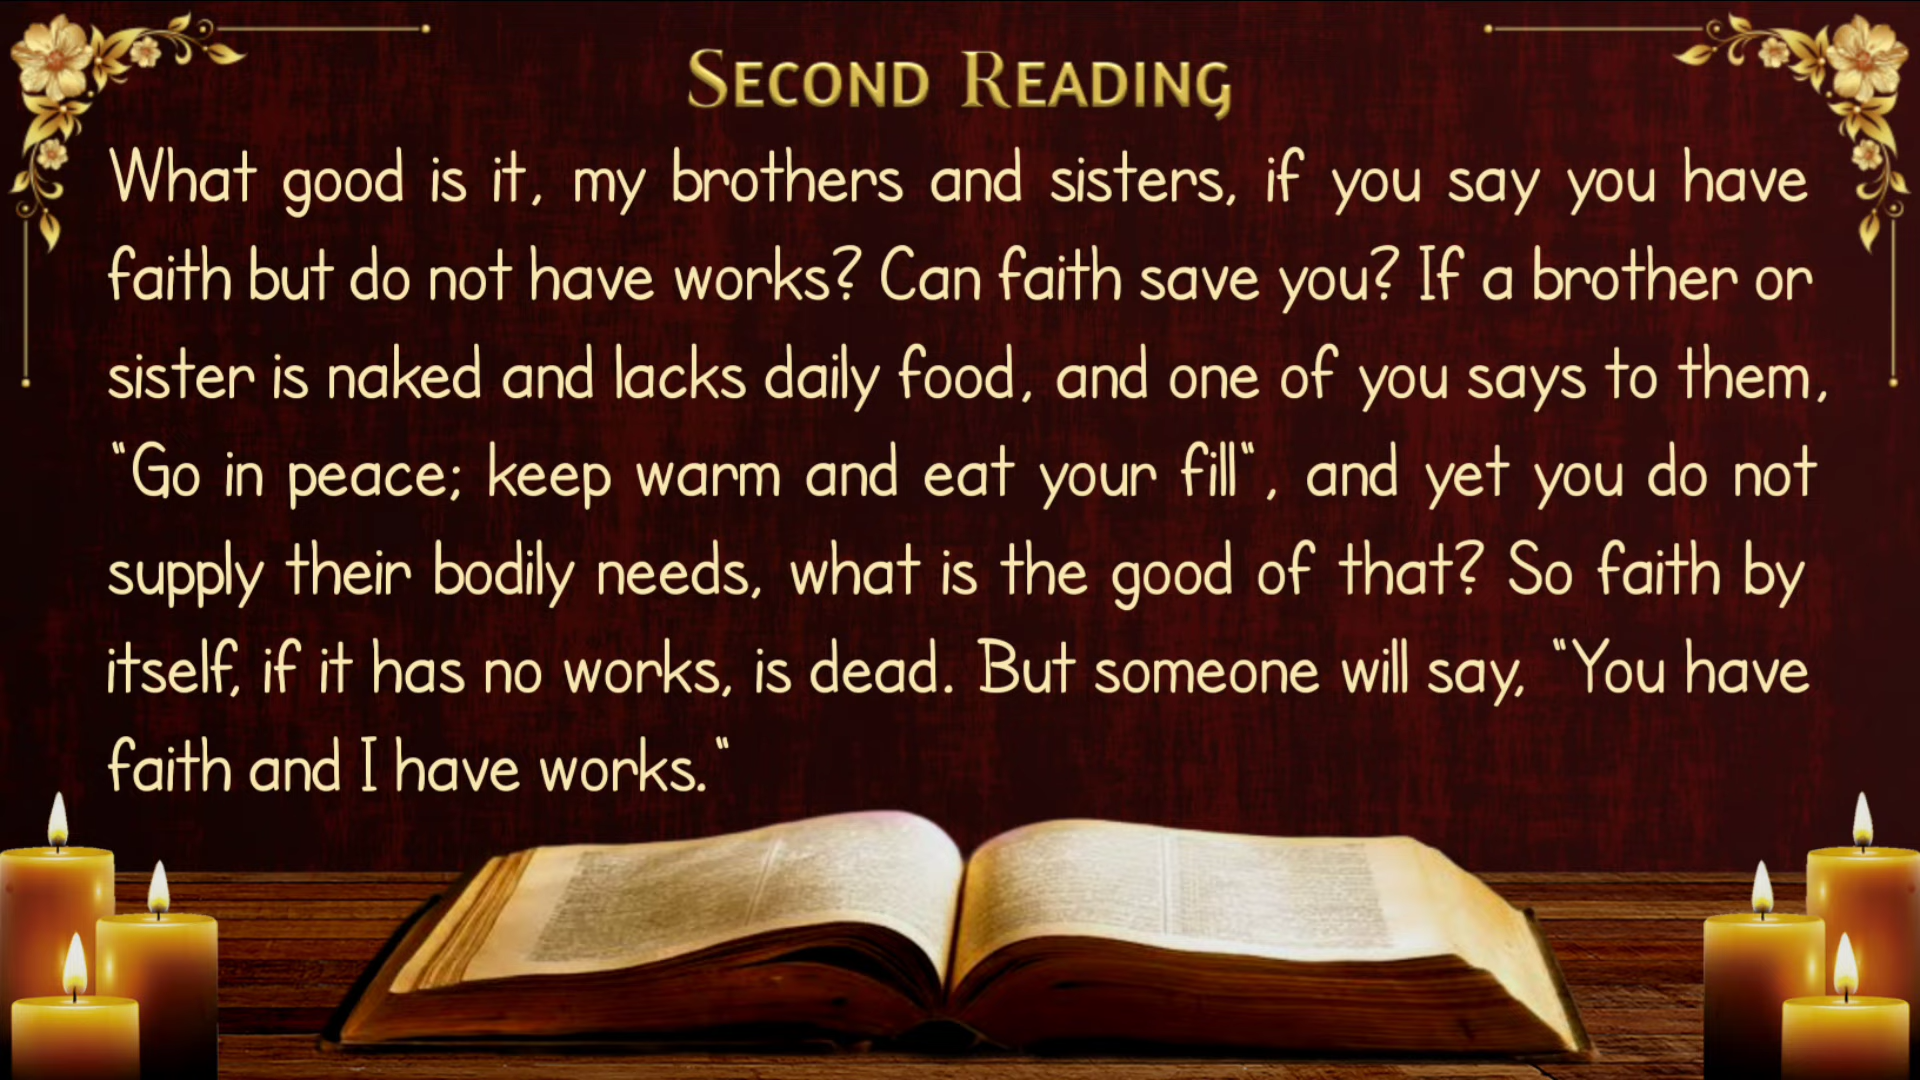 Second Reading
What good is it, my brothers and sisters, if you say you have
faith but do not have works? Can faith save you? If a brother or
sister is naked and lacks daily food, and one of you says to them,
"Go in peace; keep warm and eat your fill", and yet you do not
supply their bodily needs, what is the good of that? So faith by
itself, if it has no works, is dead. But someone will say, "You have
faith and I have works."